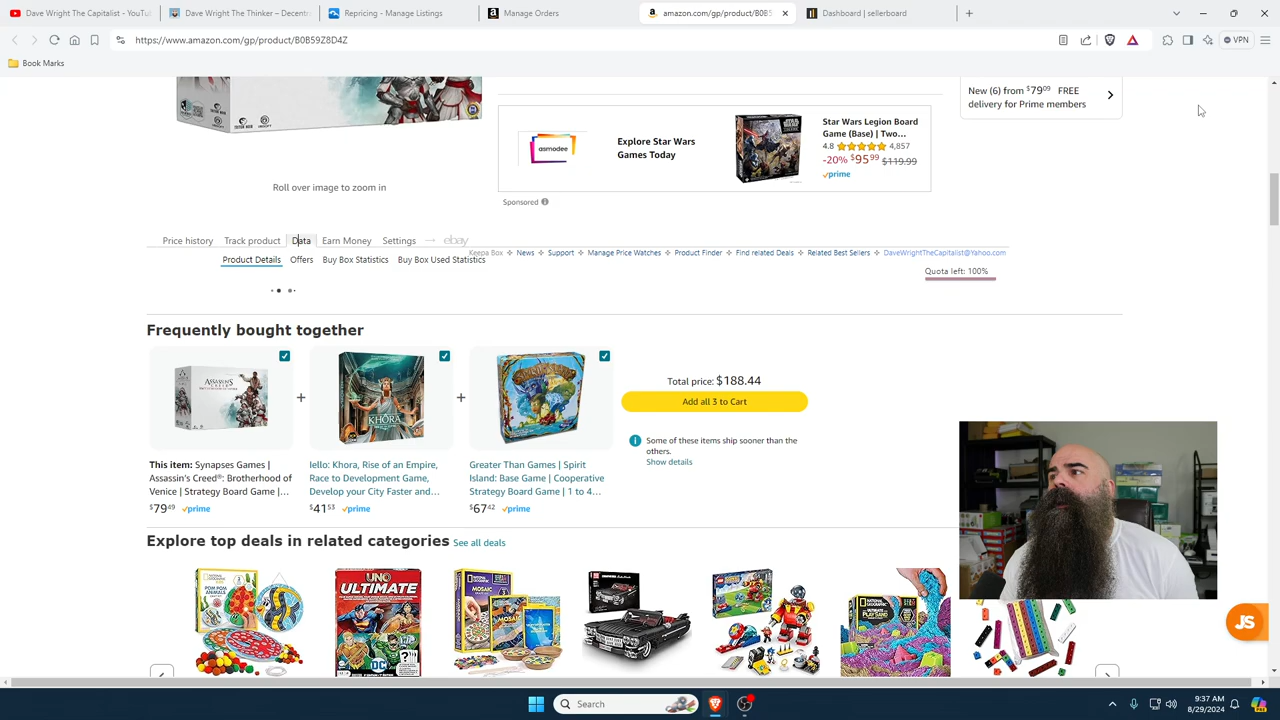 Dave Wright The Capitalist - YouTu
Dave Wright The Thinker – Decentr
Repricing - Manage Listings
Manage Orders
amazon.com/gp/product/B0B5
Dashboard | sellerboard
https://www.amazon.com/gp/product/B0B59Z8D4Z
VPN
Book Marks
New (6) from $79.09 FREE
delivery for Prime members
asmodee
Explore Star Wars
Games Today
Star Wars Legion Board
Game (Base) | Two...
4.8 4,857
-20% $95.99 $119.99
prime
Roll over image to zoom in
Sponsored
Price history Track product Data Earn Money Settings ebay
Keepa Box News Support Manage Price Watches Product Finder Find related Deals Related Best Sellers DaveWrightTheCapitalist@Yahoo.com
Product Details Offers Buy Box Statistics Buy Box Used Statistics
Quota left: 100%
Frequently bought together
ASSASSIN'S
KHŌRA
Total price: $188.44
Add all 3 to Cart
Some of these items ship sooner than the
others.
Show details
This item: Synapses Games |
Assassin's Creed®: Brotherhood of
Venice | Strategy Board Game |...
$79.49 prime
Iello: Khora, Rise of an Empire,
Race to Development Game,
Develop your City Faster and...
$41.53 prime
Greater Than Games | Spirit
Island: Base Game | Cooperative
Strategy Board Game | 1 to 4...
$67.42 prime
Explore top deals in related categories See all deals
UNO
ULTIMATE
DC
MOSAIC
JS
Search
9:37 AM
8/29/2024